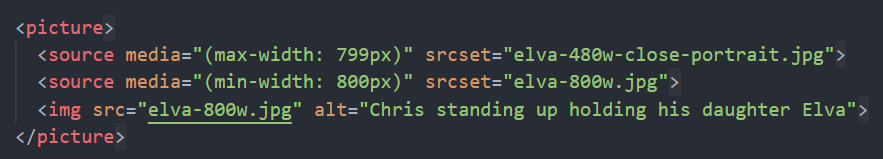 <picture>
<source media="(max-width: 799px)" srcset="elva-480w-close-portrait.jpg">
<source media="(min-width: 800px)" srcset="elva-800w.jpg">
<img src="elva-800w.jpg" alt="Chris standing up holding his daughter Elva">
</picture>